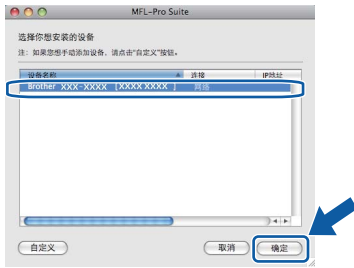 MFL-Pro Suite
选择你想安装的设备
注: 如果您想手动添加设备, 请点击“自定义”按钮。
设备名称 连接 IP地址
Brother XXX-XXXX [XXXX XXXX ] 网络
自定义 取消 确定